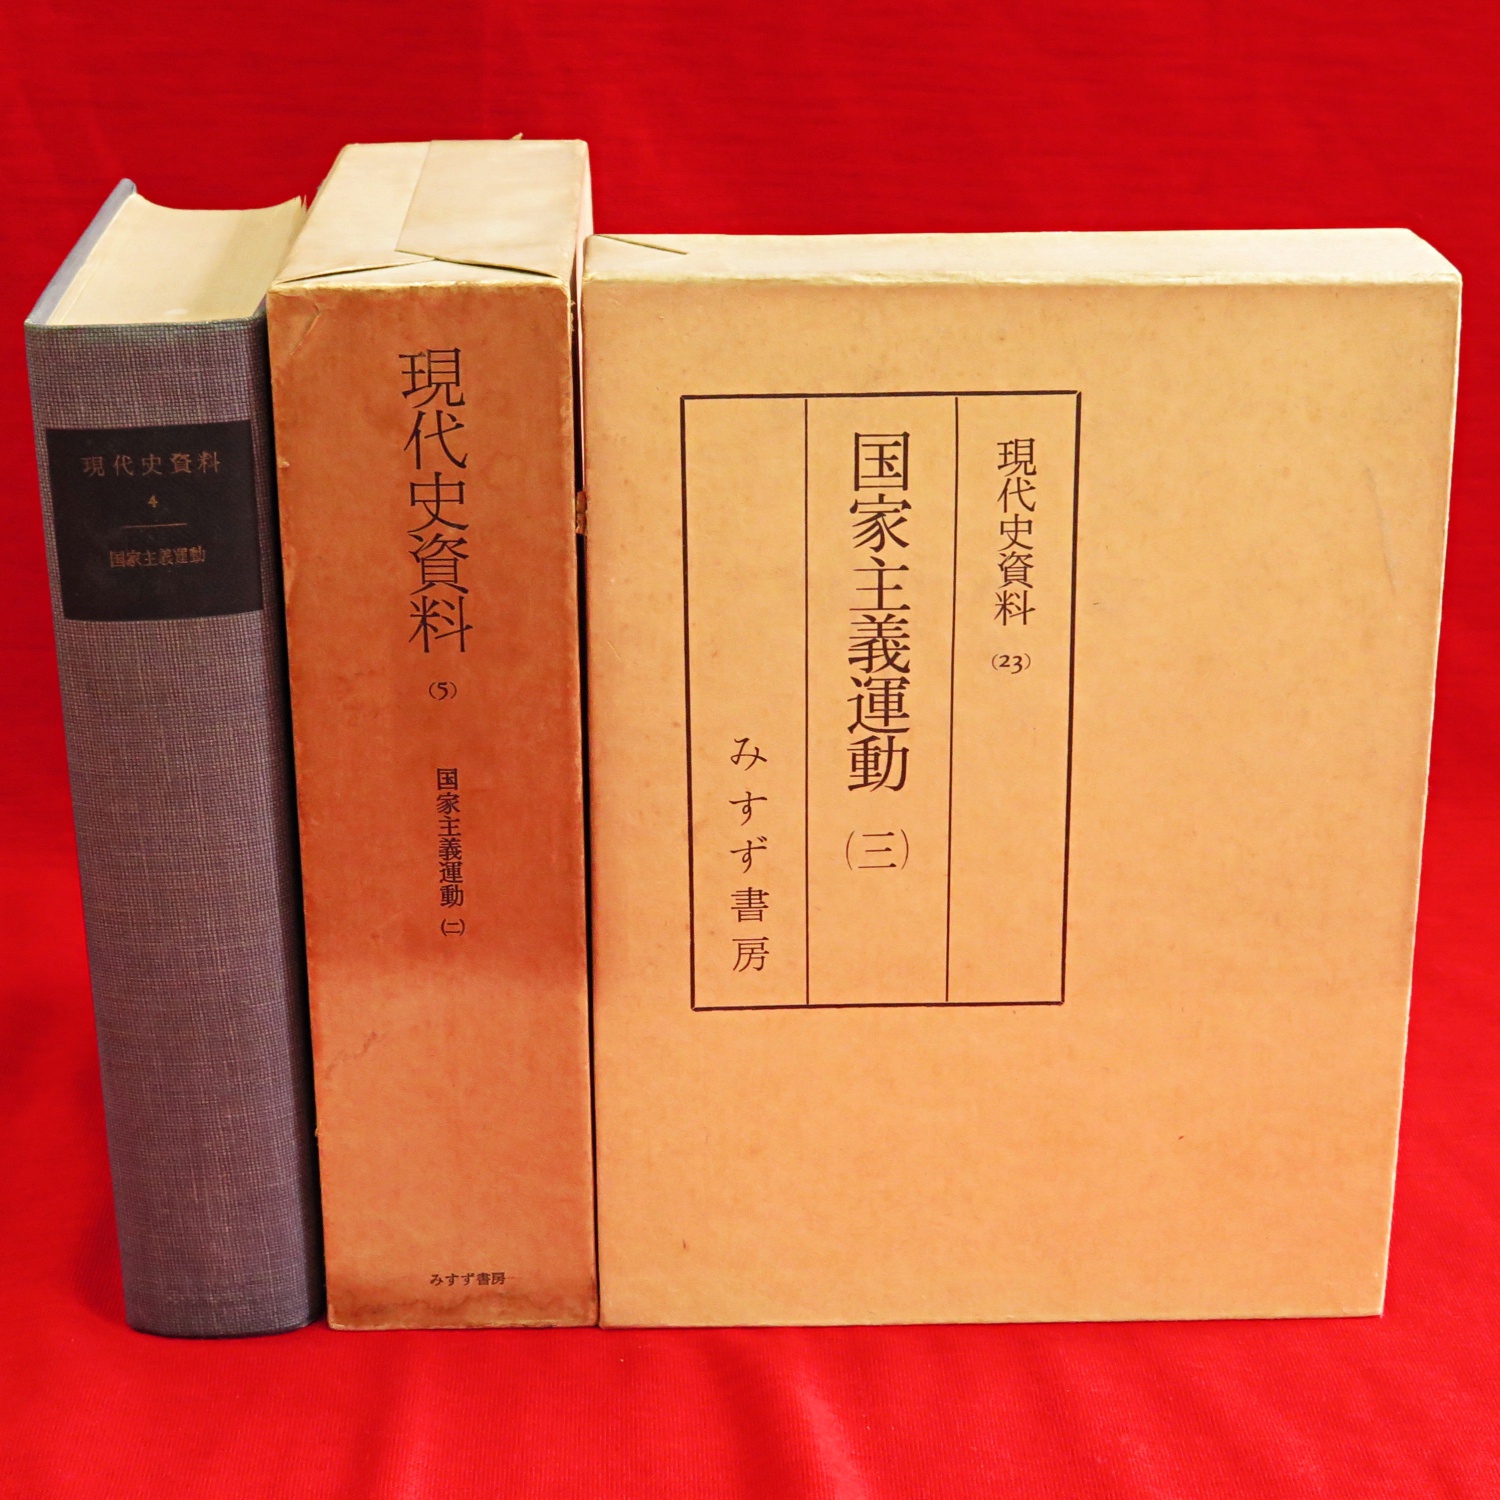 現代史資料
4
国家主義運動
現代史資料
(5)
国家主義運動
(二)
みすず書房
現代史資料
(23)
国家主義運動
(三)
みすず書房